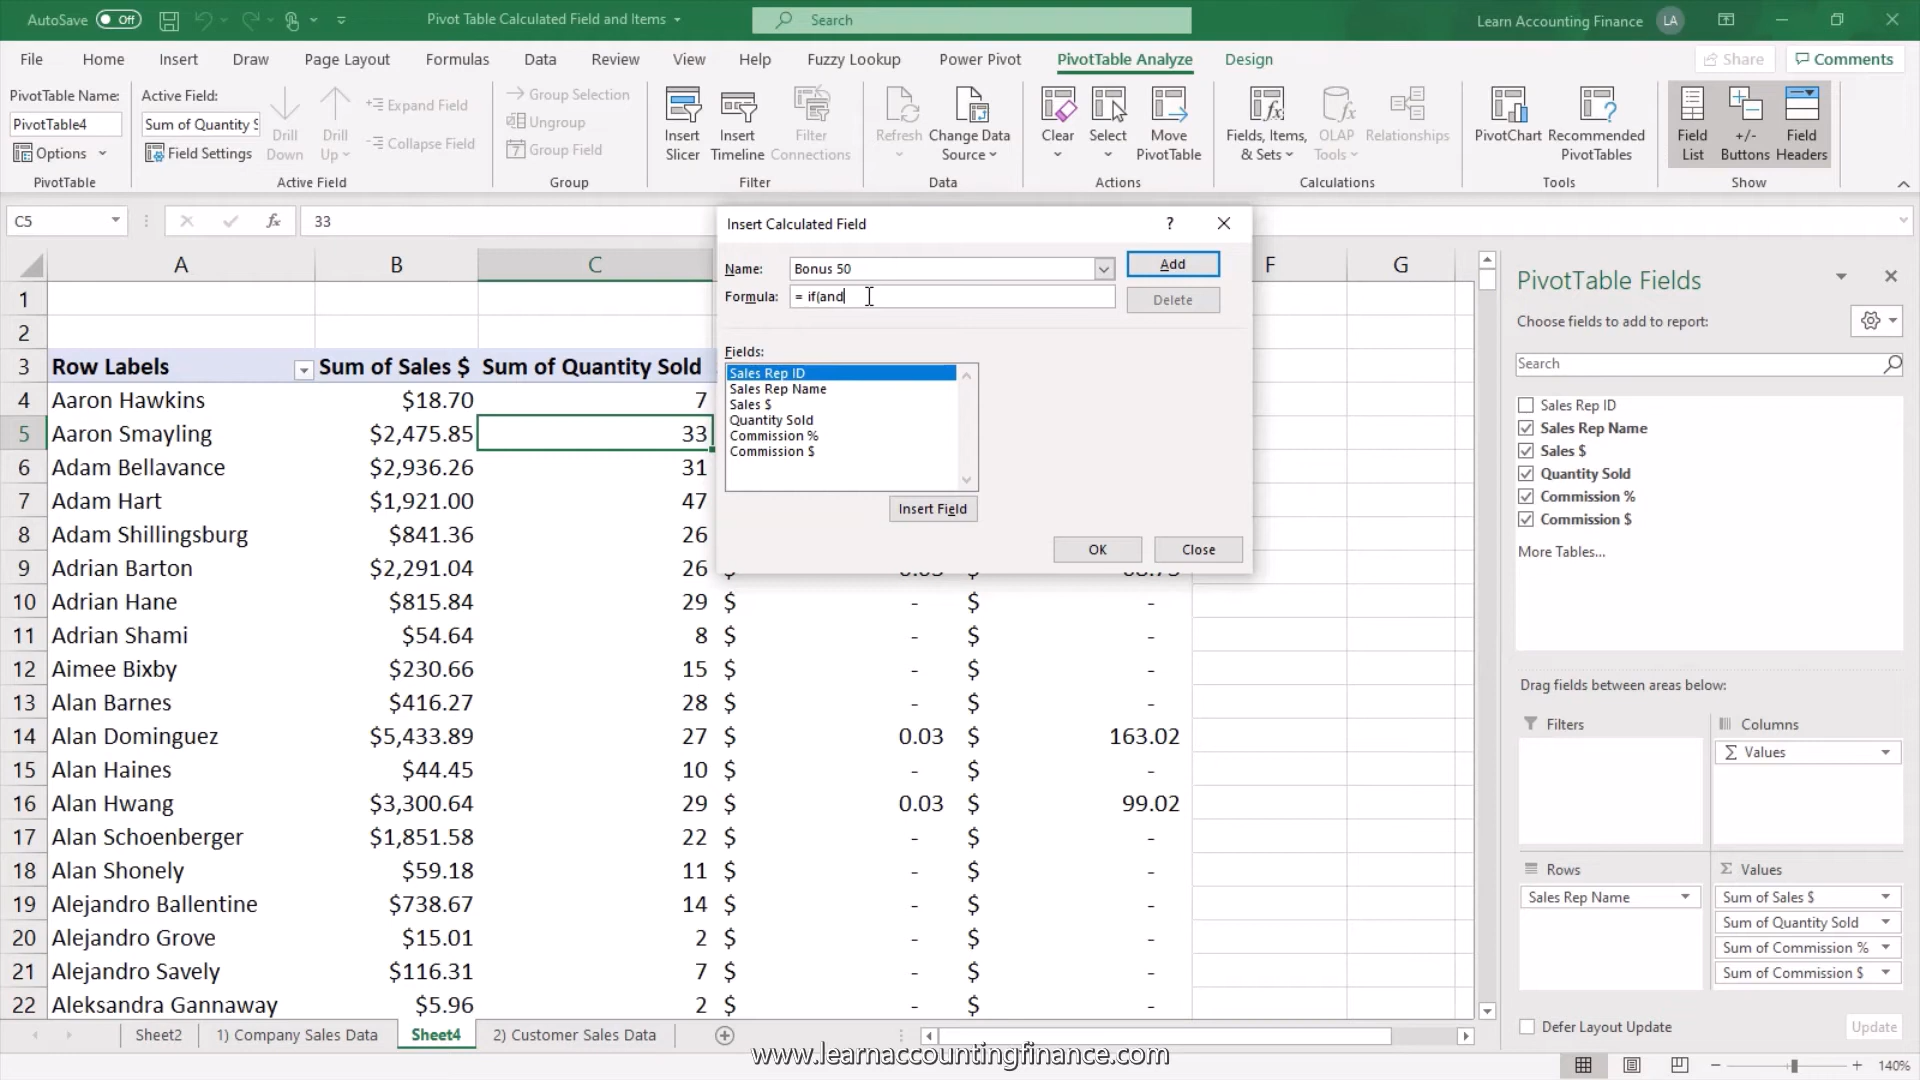 AutoSave Off Pivot Table Calculated Field and Items Search Learn Accounting Finance LA
File Home Insert Draw Page Layout Formulas Data Review View Help Fuzzy Lookup Power Pivot PivotTable Analyze Design Share Comments
PivotTable Name:
PivotTable4
Options
PivotTable
Active Field:
Sum of Quantity S
Field Settings
Drill Down
Drill Up
Expand Field
Collapse Field
Active Field
Group Selection
Ungroup
Group Field
Group
Insert Slicer
Insert Timeline
Filter Connections
Filter
Refresh
Change Data Source
Data
Clear
Select
Move PivotTable
Actions
Fields, Items, & Sets
OLAP Tools
Relationships
Calculations
PivotChart
Recommended PivotTables
Tools
Field List
+/- Buttons
Field Headers
Show
C5 fx 33
A B C F G
Insert Calculated Field ?
Name: Bonus 50 Add
Formula: = if(and Delete
Fields:
Sales Rep ID
Sales Rep Name
Sales $
Quantity Sold
Commission %
Commission $
Insert Field
OK Close
1
2
3 Row Labels Sum of Sales $ Sum of Quantity Sold
4 Aaron Hawkins $18.70 7
5 Aaron Smayling $2,475.85 33
6 Adam Bellavance $2,936.26 31
7 Adam Hart $1,921.00 47
8 Adam Shillingsburg $841.36 26
9 Adrian Barton $2,291.04 26
10 Adrian Hane $815.84 29 $ - $ -
11 Adrian Shami $54.64 8 $ - $ -
12 Aimee Bixby $230.66 15 $ - $ -
13 Alan Barnes $416.27 28 $ - $ -
14 Alan Dominguez $5,433.89 27 $ 0.03 $ 163.02
15 Alan Haines $44.45 10 $ - $ -
16 Alan Hwang $3,300.64 29 $ 0.03 $ 99.02
17 Alan Schoenberger $1,851.58 22 $ - $ -
18 Alan Shonely $59.18 11 $ - $ -
19 Alejandro Ballentine $738.67 14 $ - $ -
20 Alejandro Grove $15.01 2 $ - $ -
21 Alejandro Savely $116.31 7 $ - $ -
22 Aleksandra Gannaway $5.96 2 $ - $ -
PivotTable Fields
Choose fields to add to report:
Search
Sales Rep ID
Sales Rep Name
Sales $
Quantity Sold
Commission %
Commission $
More Tables...
Drag fields between areas below:
Filters
Columns
Values
Rows
Sales Rep Name
Values
Sum of Sales $
Sum of Quantity Sold
Sum of Commission %
Sum of Commission $
Defer Layout Update Update
Sheet2 1) Company Sales Data Sheet4 2) Customer Sales Data
www.learnaccountingfinance.com
140%